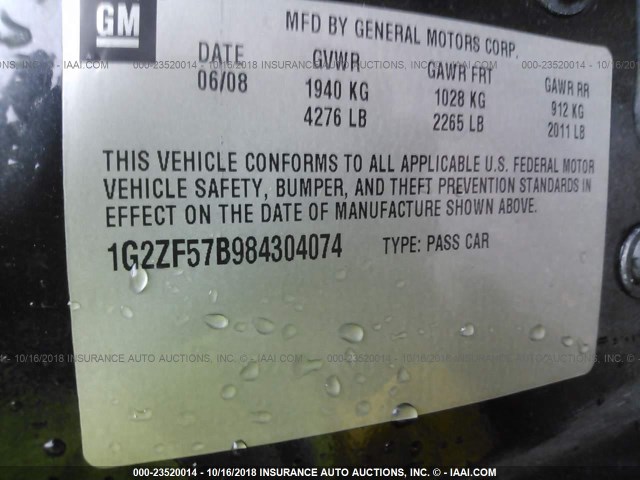 GM
MFD BY GENERAL MOTORS CORP.
DATE GVWR GAWR FRT GAWR RR
06/08 1940 KG 1028 KG 912 KG
4276 LB 2265 LB 2011 LB
THIS VEHICLE CONFORMS TO ALL APPLICABLE U.S. FEDERAL MOTOR
VEHICLE SAFETY, BUMPER, AND THEFT PREVENTION STANDARDS IN
EFFECT ON THE DATE OF MANUFACTURE SHOWN ABOVE.
1G2ZF57B984304074 TYPE: PASS CAR
000-23520014 - 10/16/2018 INSURANCE AUTO AUCTIONS, INC. © - IAAI.COM